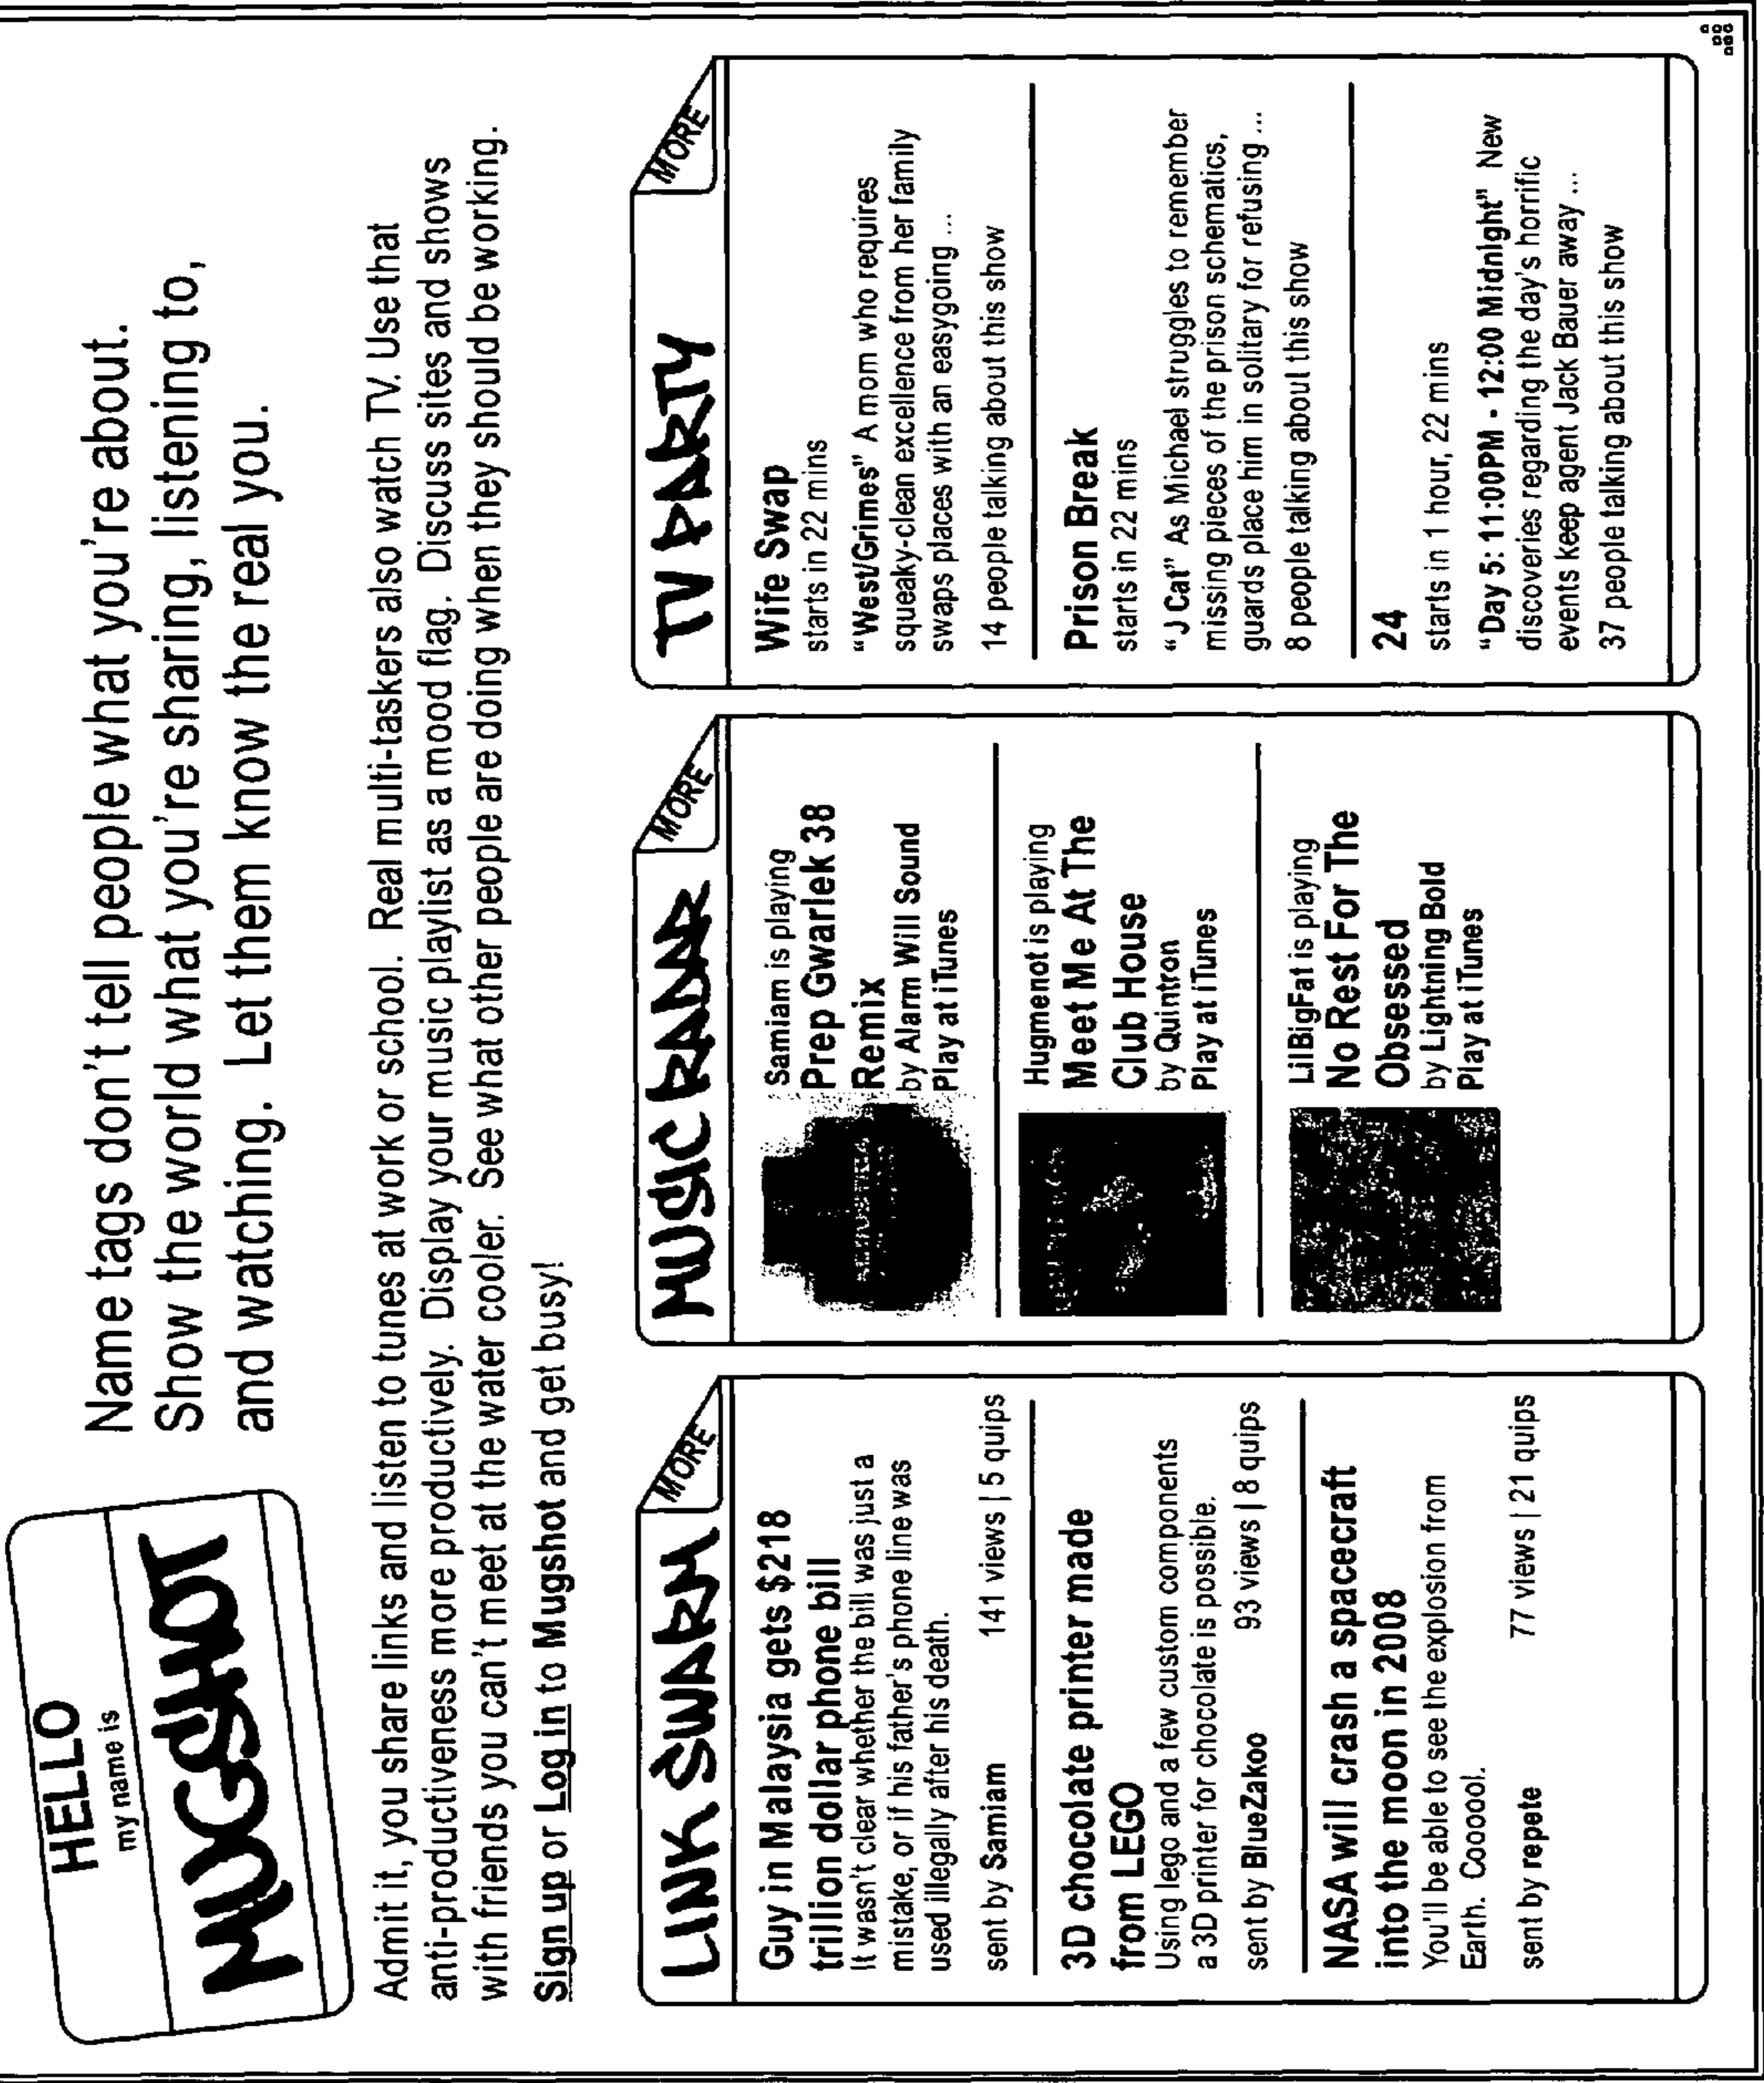 HELLO
my name is
MUGSHOT
Name tags don't tell people what you're about.
Show the world what you're sharing, listening to,
and watching. Let them know the real you.
Admit it, you share links and listen to tunes at work or school. Real multi-taskers also watch TV. Use that
anti-productiveness more productively. Display your music playlist as a mood flag. Discuss sites and shows
with friends you can't meet at the water cooler. See what other people are doing when they should be working.
Sign up or Log in to Mugshot and get busy!
LINK SWARM
MORE
Guy in Malaysia gets $218
trillion dollar phone bill
It wasn't clear whether the bill was just a
mistake, or if his father's phone line was
used illegally after his death.
sent by Samiam 141 views | 5 quips
3D chocolate printer made
from LEGO
Using lego and a few custom components
a 3D printer for chocolate is possible.
sent by BlueZakoo 93 views | 8 quips
NASA will crash a spacecraft
into the moon in 2008
You'll be able to see the explosion from
Earth. Cooool.
sent by repete 77 views | 21 quips
MUSIC RADAR
MORE
Samiam is playing
Prep Gwarlek 38
Remix
by Alarm Will Sound
Play at iTunes
Hugmenot is playing
Meet Me At The
Club House
by Quintron
Play at iTunes
LilBigFat is playing
No Rest For The
Obsessed
by Lightning Bold
Play at iTunes
TV PARTY
MORE
Wife Swap
starts in 22 mins
"West/Grimes" A mom who requires
squeaky-clean excellence from her family
swaps places with an easygoing ...
14 people talking about this show
Prison Break
starts in 22 mins
"J Cat" As Michael struggles to remember
missing pieces of the prison schematics,
guards place him in solitary for refusing ...
8 people talking about this show
24
starts in 1 hour, 22 mins
"Day 5: 11:00PM - 12:00 Midnight" New
discoveries regarding the day's horrific
events keep agent Jack Bauer away ...
37 people talking about this show